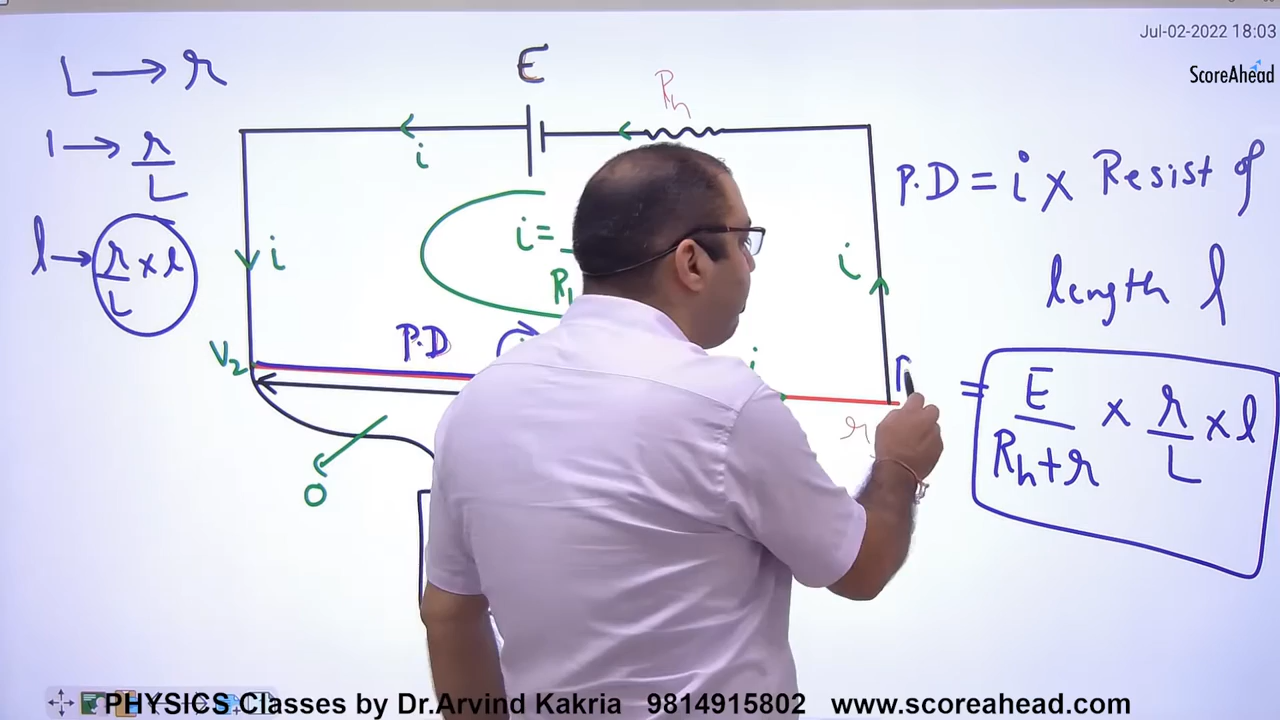 Jul-02-2022 18:03
ScoreAhead
L → r
1 → r/L
l → r/L × l
E
Rh
i
i
i
i =
P.D
V2
i
0
r
P.D = i × Resist of
length l
= E/(Rh+r) × r/L × l
PHYSICS Classes by Dr.Arvind Kakria 9814915802 www.scoreahead.com